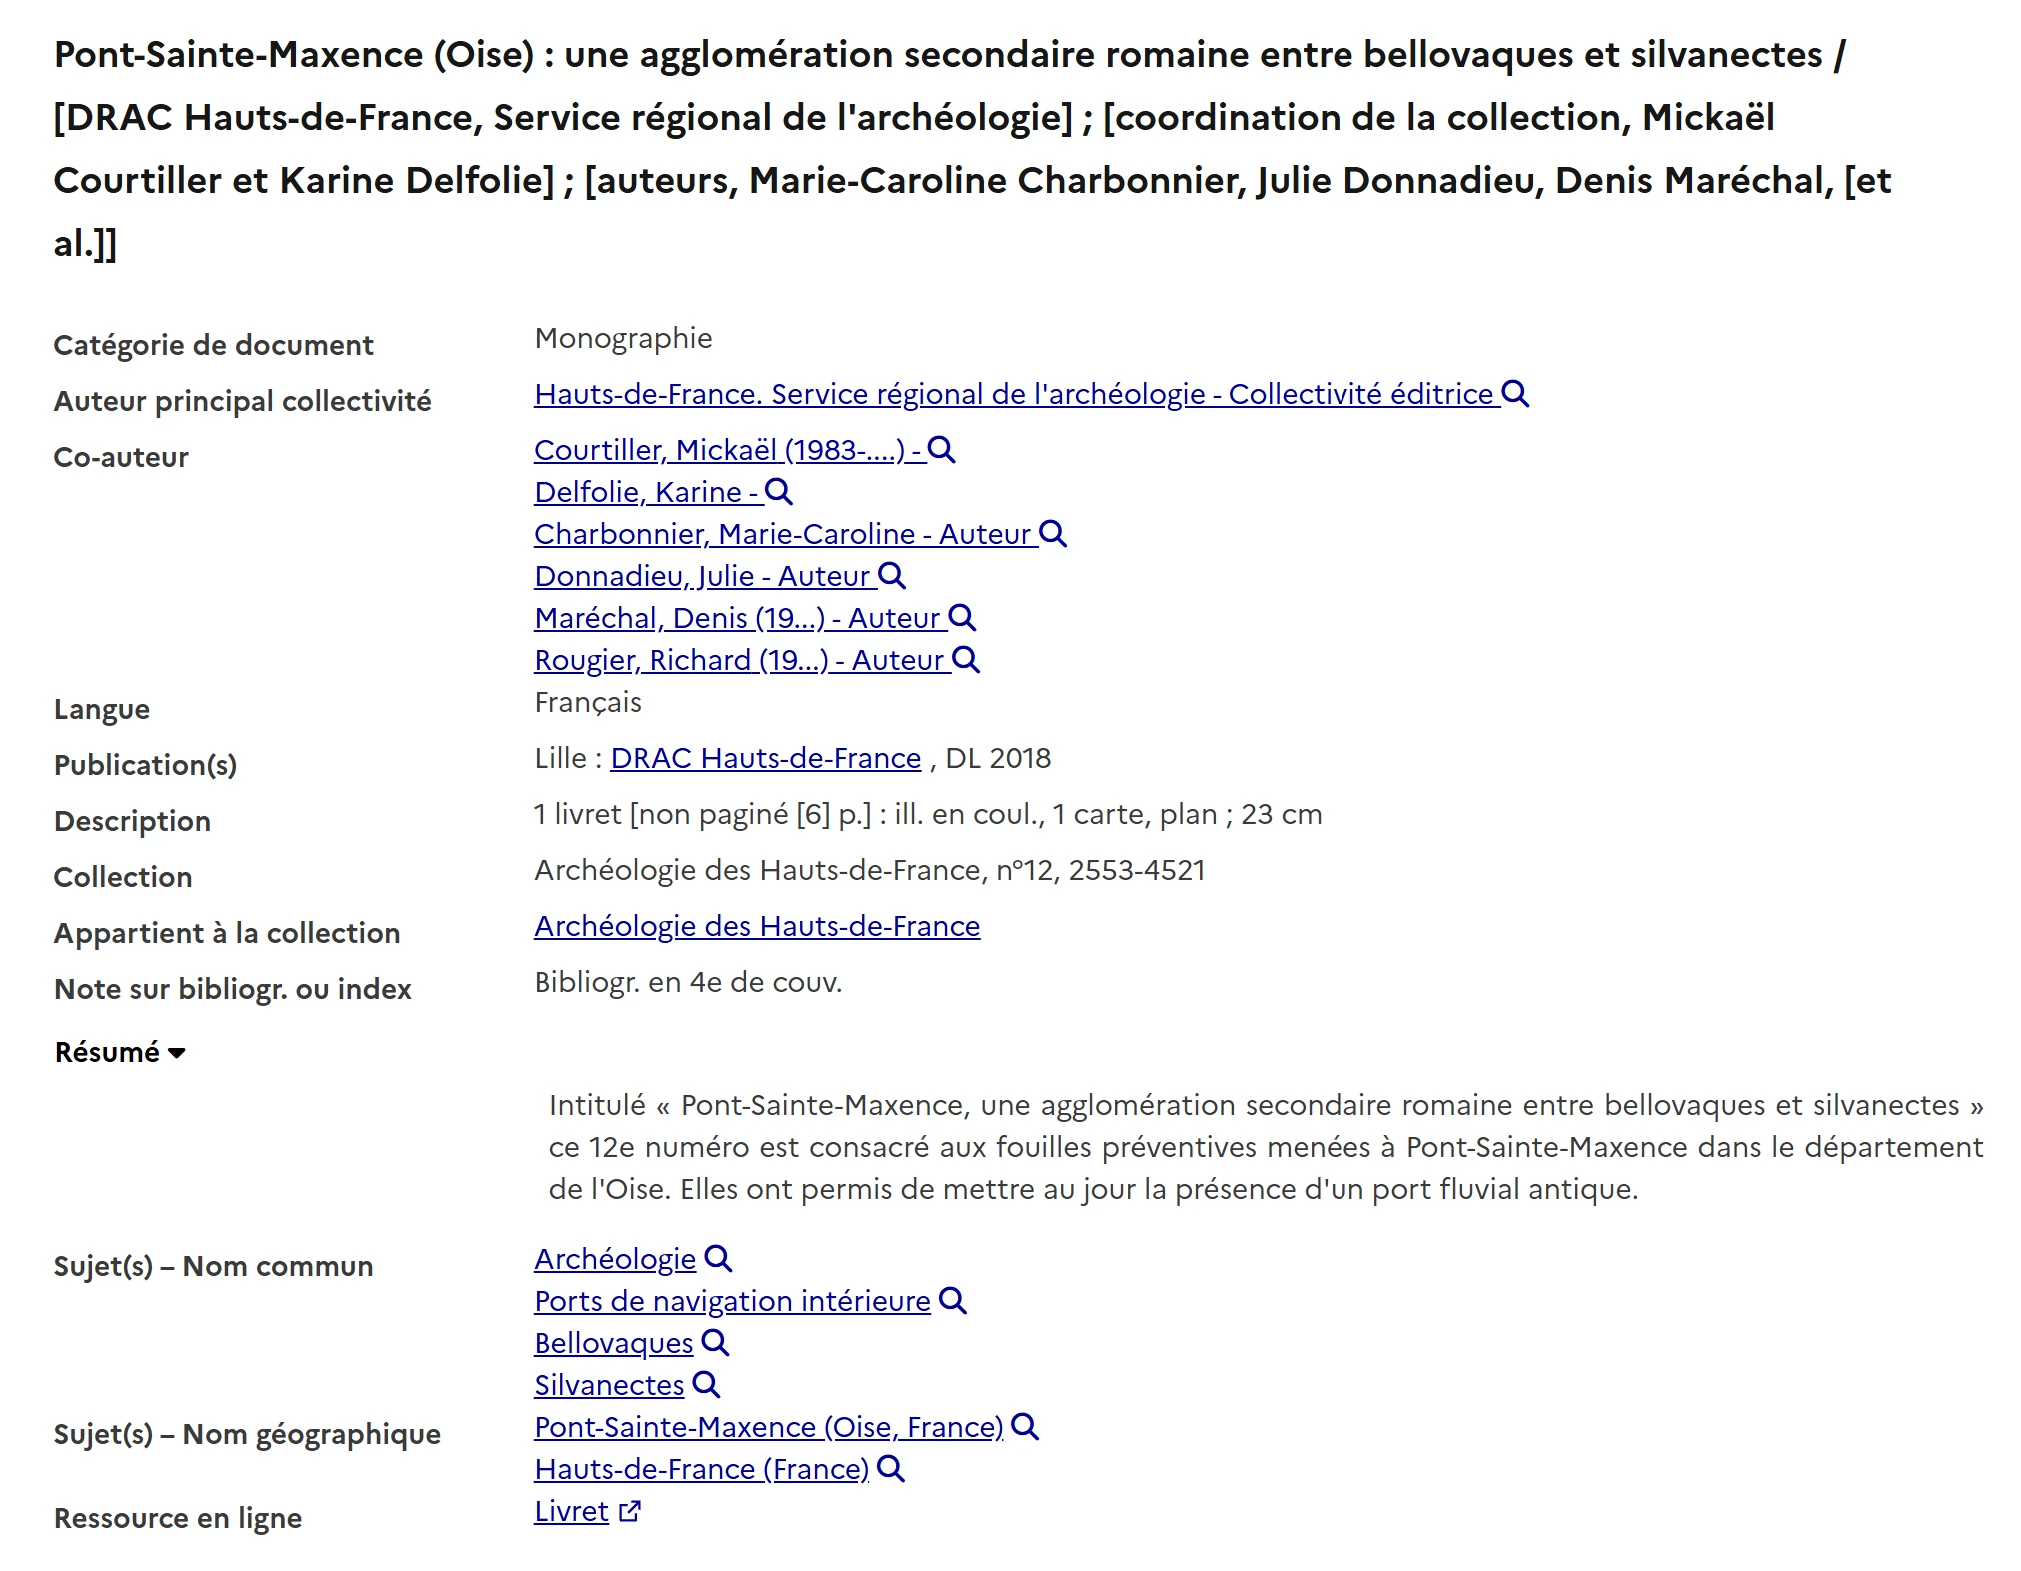 Pont-Sainte-Maxence (Oise) : une agglomération secondaire romaine entre bellovaques et silvanectes /
[DRAC Hauts-de-France, Service régional de l'archéologie] ; [coordination de la collection, Mickaël
Courtiller et Karine Delfolie] ; [auteurs, Marie-Caroline Charbonnier, Julie Donnadieu, Denis Maréchal, [et
al.]]
Catégorie de document Monographie
Auteur principal collectivité Hauts-de-France. Service régional de l'archéologie - Collectivité éditrice
Co-auteur Courtiller, Mickaël (1983-....) -
Delfolie, Karine -
Charbonnier, Marie-Caroline - Auteur
Donnadieu, Julie - Auteur
Maréchal, Denis (19...) - Auteur
Rougier, Richard (19...) - Auteur
Langue Français
Publication(s) Lille : DRAC Hauts-de-France , DL 2018
Description 1 livret [non paginé [6] p.] : ill. en coul., 1 carte, plan ; 23 cm
Collection Archéologie des Hauts-de-France, n°12, 2553-4521
Appartient à la collection Archéologie des Hauts-de-France
Note sur bibliogr. ou index Bibliogr. en 4e de couv.
Résumé
Intitulé « Pont-Sainte-Maxence, une agglomération secondaire romaine entre bellovaques et silvanectes »
ce 12e numéro est consacré aux fouilles préventives menées à Pont-Sainte-Maxence dans le département
de l'Oise. Elles ont permis de mettre au jour la présence d'un port fluvial antique.
Sujet(s) – Nom commun Archéologie
Ports de navigation intérieure
Bellovaques
Silvanectes
Sujet(s) – Nom géographique Pont-Sainte-Maxence (Oise, France)
Hauts-de-France (France)
Ressource en ligne Livret